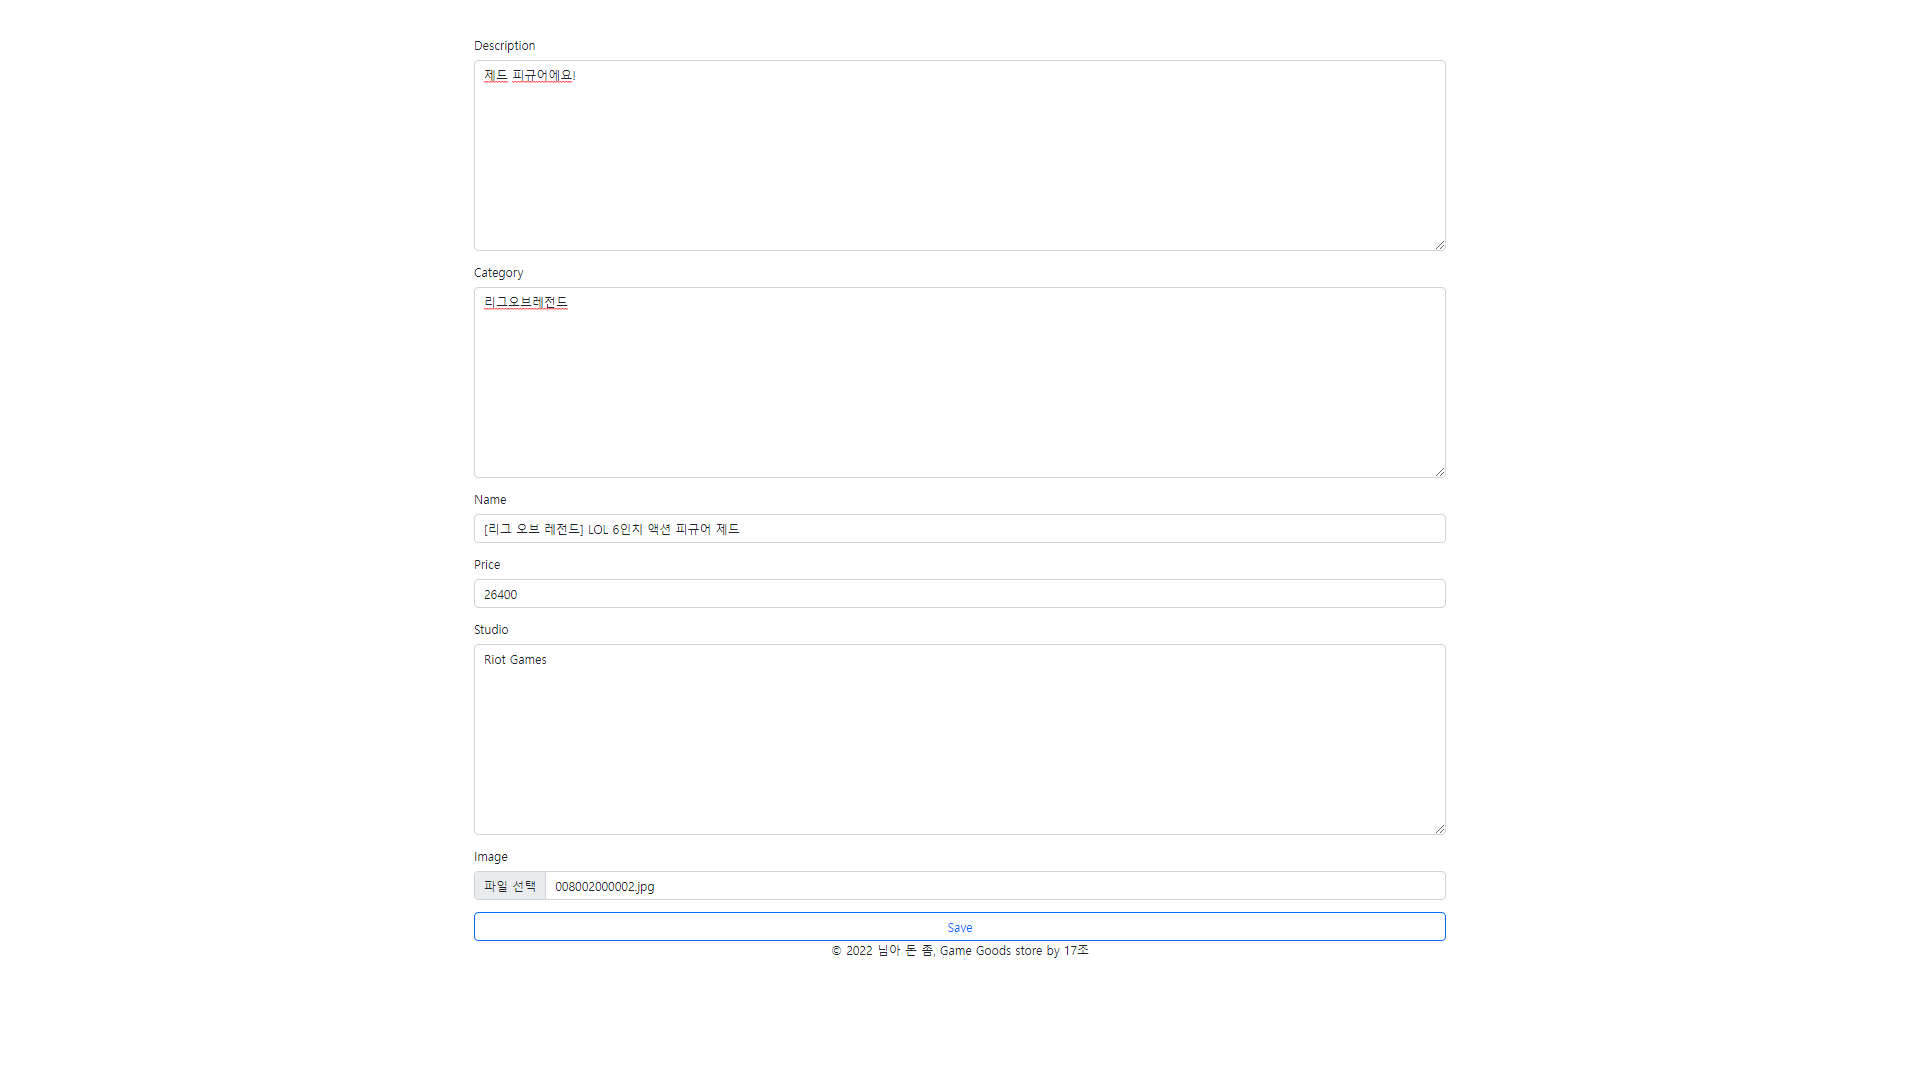 Description
제드 피규어에요!
Category
리그오브레전드
Name
[리그 오브 레전드] LOL 6인치 액션 피규어 제드
Price
26400
Studio
Riot Games
Image
파일 선택 008002000002.jpg
Save
© 2022 님아 돈 좀, Game Goods store by 17조